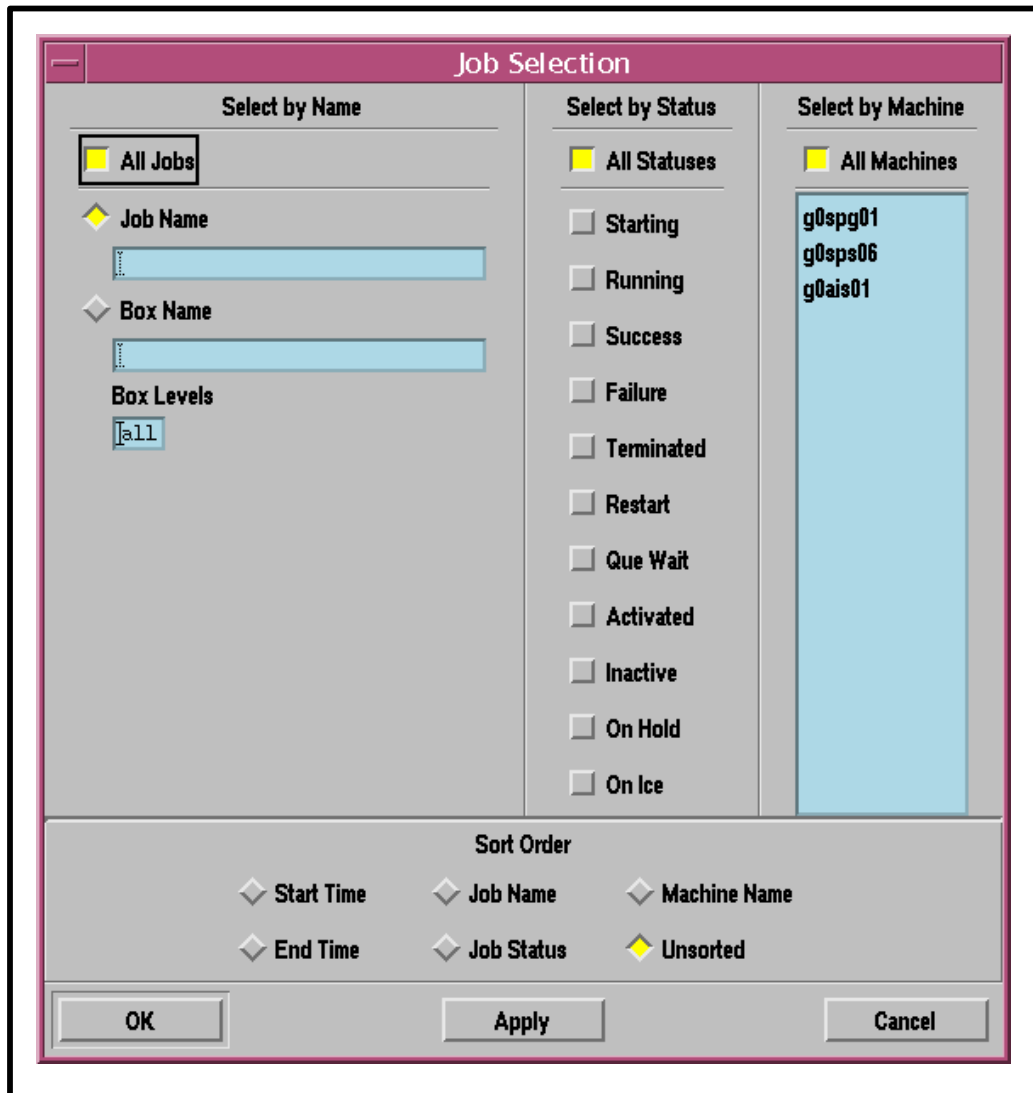 Job Selection
Select by Name
All Jobs
Job Name
Box Name
Box Levels
all
Select by Status
All Statuses
Starting
Running
Success
Failure
Terminated
Restart
Que Wait
Activated
Inactive
On Hold
On Ice
Select by Machine
All Machines
g0spg01
g0sps06
g0ais01
Sort Order
Start Time Job Name Machine Name
End Time Job Status Unsorted
OK Apply Cancel